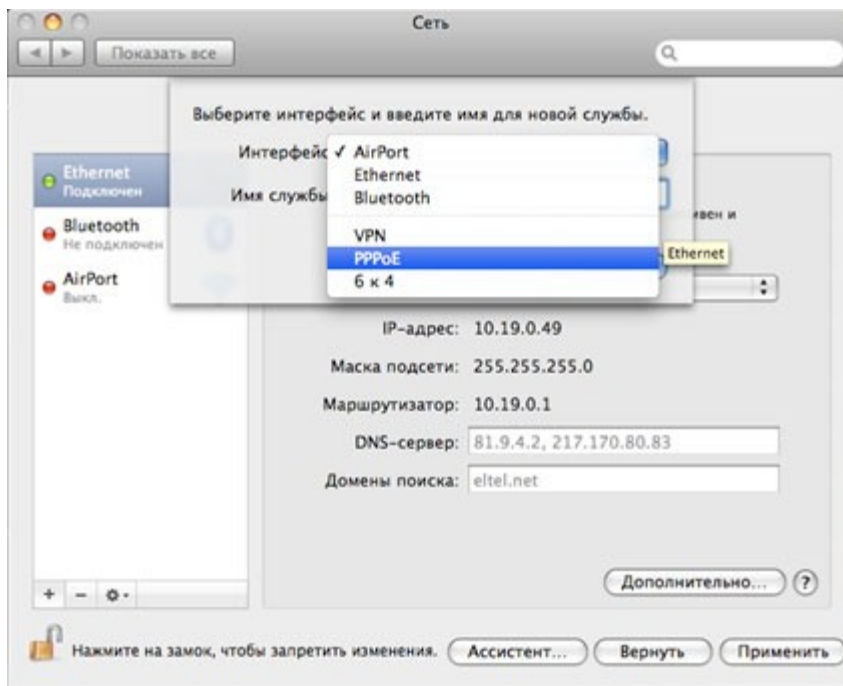 Сеть
Показать все
Выберите интерфейс и введите имя для новой службы.
Интерфейс
✓ AirPort
Ethernet
Имя службы
Bluetooth
VPN
PPPoE
6 к 4
Ethernet
Ethernet
Подключен
Bluetooth
Не подключен
AirPort
Выкл.
IP-адрес: 10.19.0.49
Маска подсети: 255.255.255.0
Маршрутизатор: 10.19.0.1
DNS-сервер: 81.9.4.2, 217.170.80.83
Домены поиска: eltel.net
Дополнительно... ?
+ −
Нажмите на замок, чтобы запретить изменения. Ассистент... Вернуть Применить